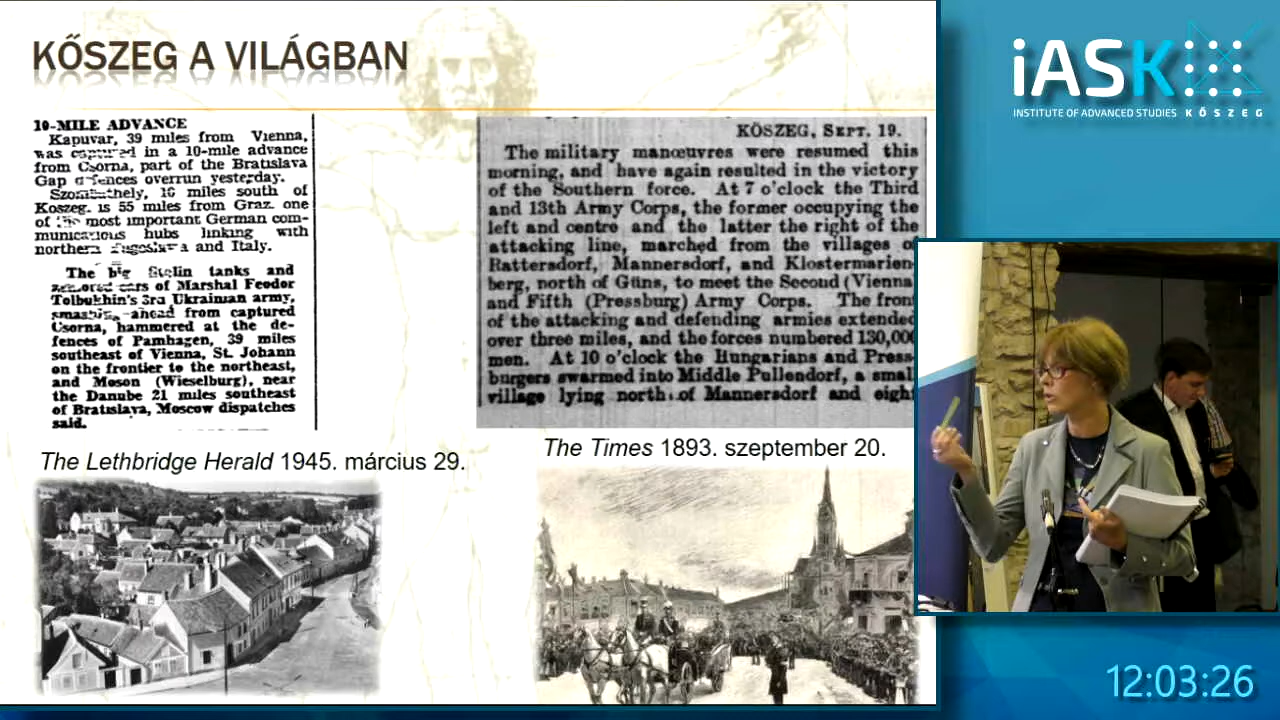 KŐSZEG A VILÁGBAN
10-MILE ADVANCE
Kapuvar, 39 miles from Vienna,
was captured in a 10-mile advance
from Csorna, part of the Bratislava
Gap defences overrun yesterday.
Szombathely, 10 miles south of
Koszeg. is 55 miles from Graz. one
of the most important German com-
munications hubs linking with
northern Yugoslavia and Italy.
The big Stalin tanks and
armored cars of Marshal Feodor
Tolbukhin's 3rd Ukrainian army,
smashing ahead from captured
Csorna, hammered at the de-
fences of Pamhagen, 39 miles
southeast of Vienna, St. Johann
on the frontier to the northeast,
and Moson (Wieselburg), near
the Danube 21 miles southeast
of Bratislava, Moscow dispatches
said.
The Lethbridge Herald 1945. március 29.
KÖSZEG, SEPT. 19.
The military manœuvres were resumed this
morning, and have again resulted in the victory
of the Southern force. At 7 o'clock the Third
and 13th Army Corps, the former occupying the
left and centre and the latter the right of the
attacking line, marched from the villages of
Rattersdorf, Mannersdorf, and Klostermarien-
berg, north of Güns, to meet the Second (Vienna
and Fifth (Pressburg) Army Corps. The front
of the attacking and defending armies extended
over three miles, and the forces numbered 130,000
men. At 10 o'clock the Hungarians and Press-
burgers swarmed into Middle Pullendorf, a small
village lying north of Mannersdorf and eight
The Times 1893. szeptember 20.
iASK
INSTITUTE OF ADVANCED STUDIES KŐSZEG
12:03:26